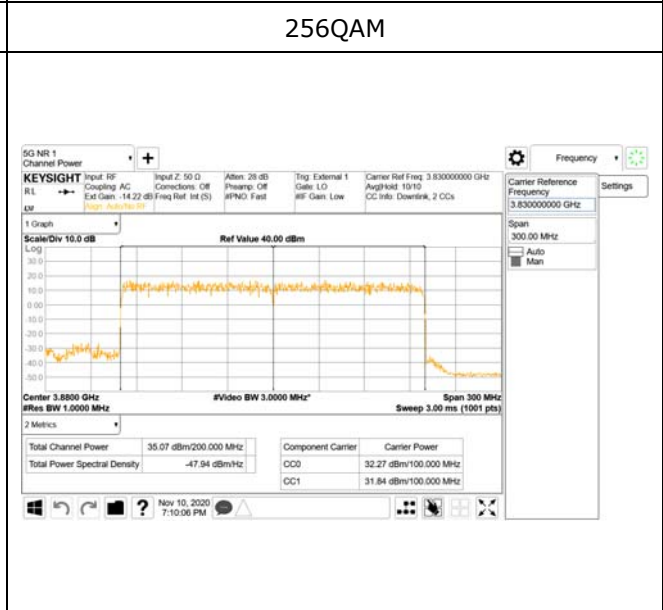 256QAM
5G NR 1
Channel Power
+
Frequency
KEYSIGHT Input: RF Input Z: 50 Ω Atten: 28 dB Trig: External 1 Carrier Ref Freq: 3.830000000 GHz
RL Coupling: AC Corrections: Off Preamp: Off Gate: LO Avg|Hold: 10/10
Ext Gain: -14.22 dB Freq Ref: Int (S) #PNO: Fast #IF Gain: Low CC Info: Downlink, 2 CCs
Align: Auto/No RF
Carrier Reference Frequency
3.830000000 GHz
Settings
Span
300.00 MHz
Auto
Man
1 Graph
Scale/Div 10.0 dB Ref Value 40.00 dBm
Log
30.0
20.0
10.0
0.00
-10.0
-20.0
-30.0
-40.0
-50.0
Center 3.8800 GHz #Video BW 3.0000 MHz* Span 300 MHz
#Res BW 1.0000 MHz Sweep 3.00 ms (1001 pts)
2 Metrics
Total Channel Power 35.07 dBm/200.000 MHz Component Carrier Carrier Power
Total Power Spectral Density -47.94 dBm/Hz CC0 32.27 dBm/100.000 MHz
CC1 31.84 dBm/100.000 MHz
? Nov 10, 2020
7:10:06 PM